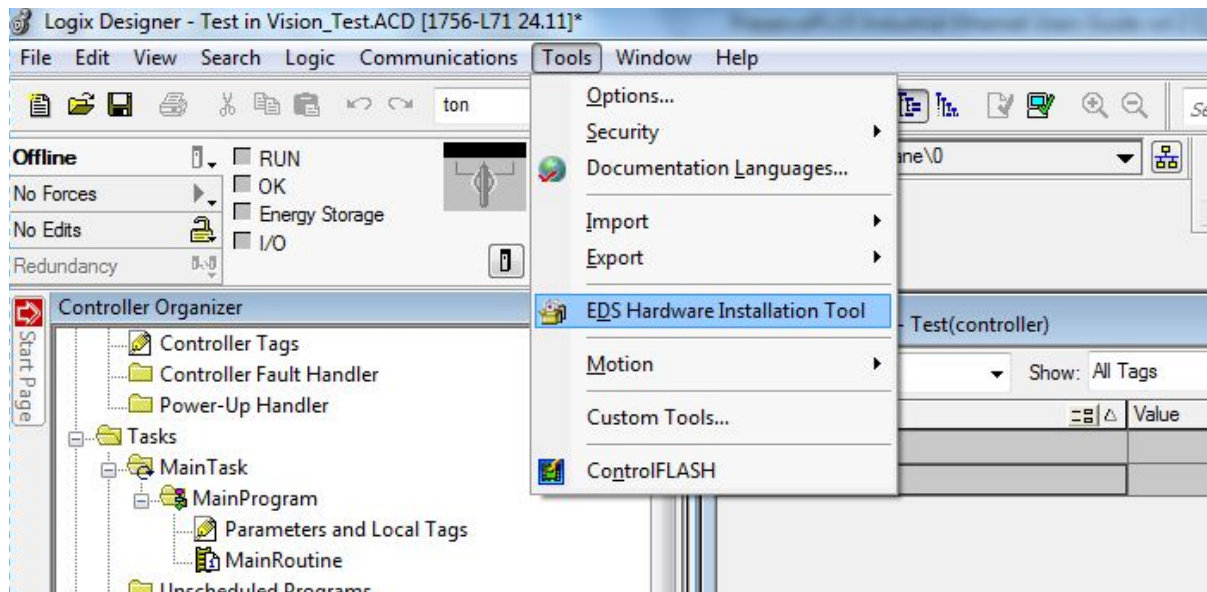 Logix Designer - Test in Vision_Test.ACD [1756-L71 24.11]*
File Edit View Search Logic Communications Tools Window Help
ton
Offline
RUN
No Forces
OK
No Edits
Energy Storage
Redundancy
I/O
Options...
Security
Documentation Languages...
Import
Export
EDS Hardware Installation Tool
Motion
Custom Tools...
ControlFLASH
ane\0
Start Page
Controller Organizer
Controller Tags
Controller Fault Handler
Power-Up Handler
Tasks
MainTask
MainProgram
Parameters and Local Tags
MainRoutine
Unscheduled Programs
- Test(controller)
Show: All Tags
Value